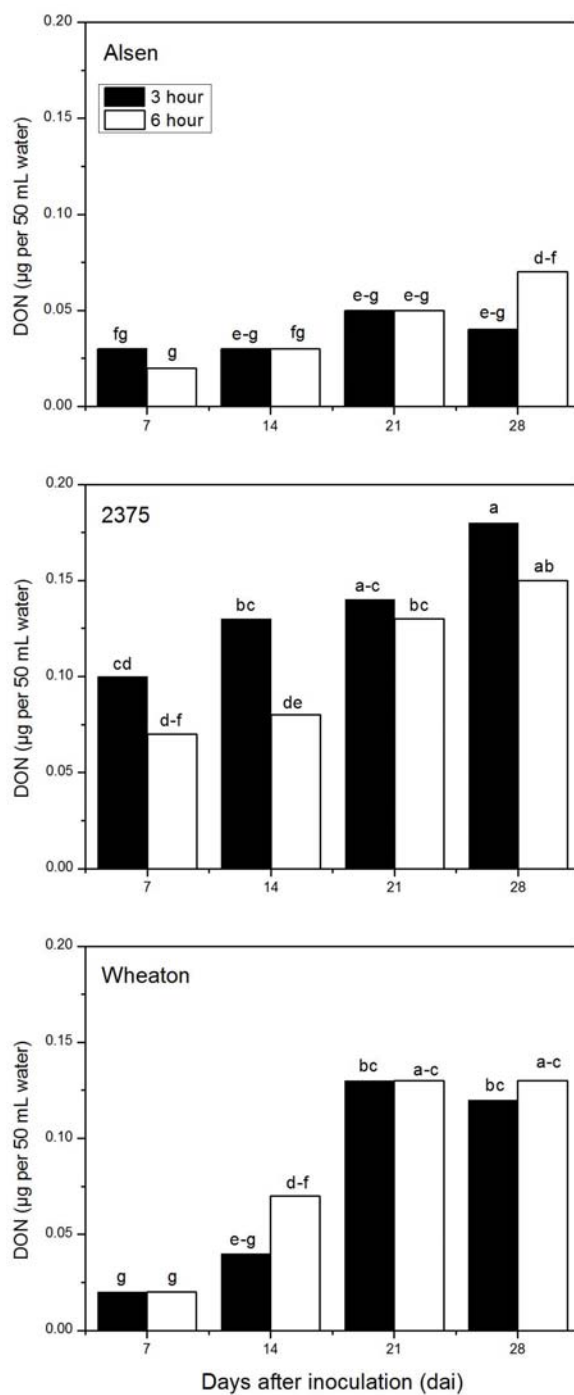 Alsen
3 hour
6 hour
DON (µg per 50 mL water)
0.20
0.15
0.10
0.05
0.00
fg
g
e-g
fg
e-g
e-g
e-g
d-f
7
14
21
28
2375
DON (µg per 50 mL water)
0.20
0.15
0.10
0.05
0.00
cd
d-f
bc
de
a-c
bc
a
ab
7
14
21
28
Wheaton
DON (µg per 50 mL water)
0.20
0.15
0.10
0.05
0.00
g
g
e-g
d-f
bc
a-c
bc
a-c
7
14
21
28
Days after inoculation (dai)